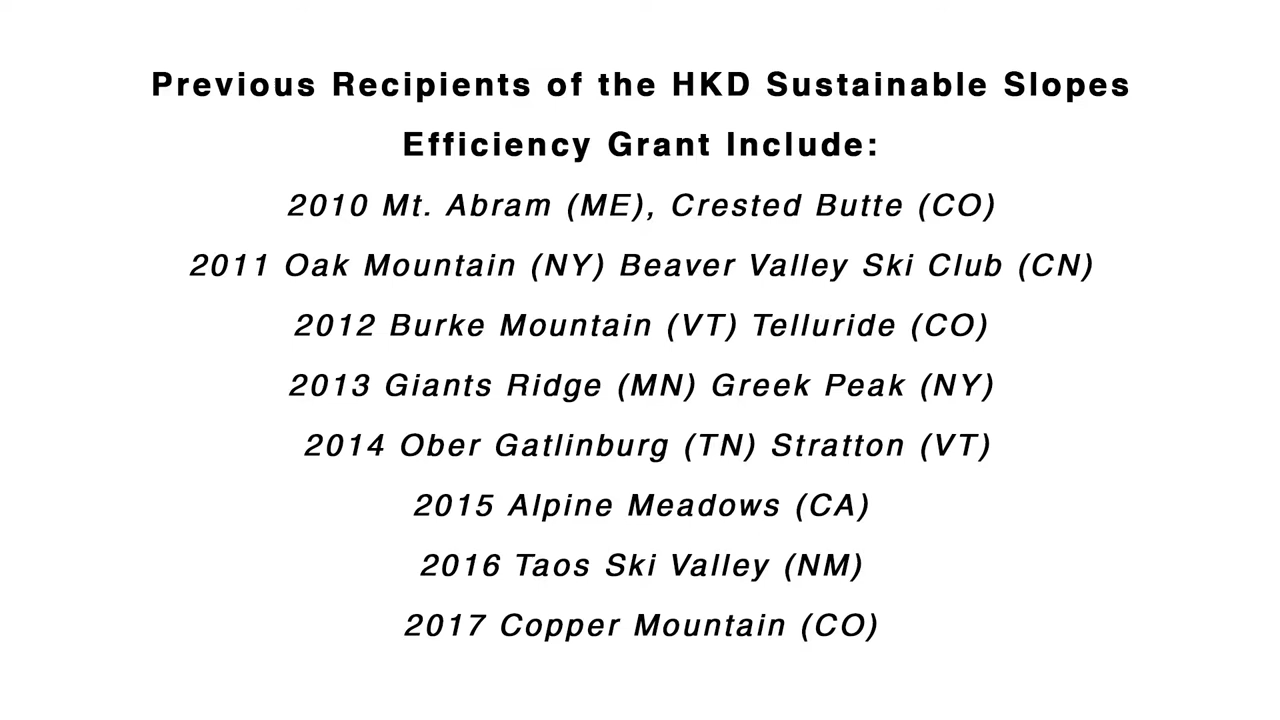 Previous Recipients of the HKD Sustainable Slopes
Efficiency Grant Include:
2010 Mt. Abram (ME), Crested Butte (CO)
2011 Oak Mountain (NY) Beaver Valley Ski Club (CN)
2012 Burke Mountain (VT) Telluride (CO)
2013 Giants Ridge (MN) Greek Peak (NY)
2014 Ober Gatlinburg (TN) Stratton (VT)
2015 Alpine Meadows (CA)
2016 Taos Ski Valley (NM)
2017 Copper Mountain (CO)